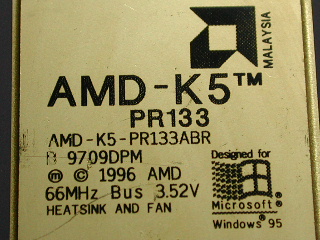 MALAYSIA
AMD-K5™
PR133
AMD-K5-PR133ABR
9709DPM
Ⓜ © 1996 AMD
66MHz Bus 3.52V
HEATSINK AND FAN
Designed for
Microsoft®
Windows 95